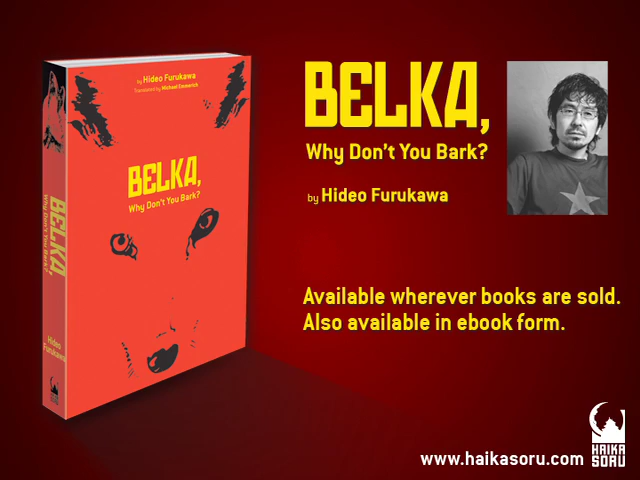 by Hideo Furukawa
Translated by Michael Emmerich
BELKA,
Why Don't You Bark?
BELKA,
Why Don't You Bark?
Hideo
Furukawa
BELKA,
Why Don't You Bark?
by Hideo Furukawa
Available wherever books are sold.
Also available in ebook form.
www.haikasoru.com
HAIKA
SORU